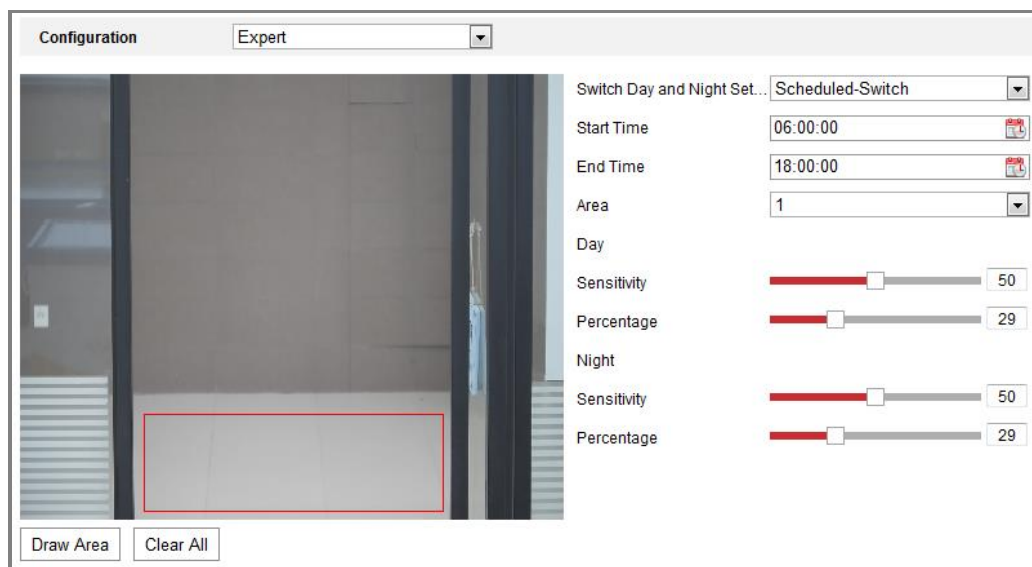 Configuration Expert
Switch Day and Night Set... Scheduled-Switch
Start Time 06:00:00
End Time 18:00:00
Area 1
Day
Sensitivity 50
Percentage 29
Night
Sensitivity 50
Percentage 29
Draw Area Clear All